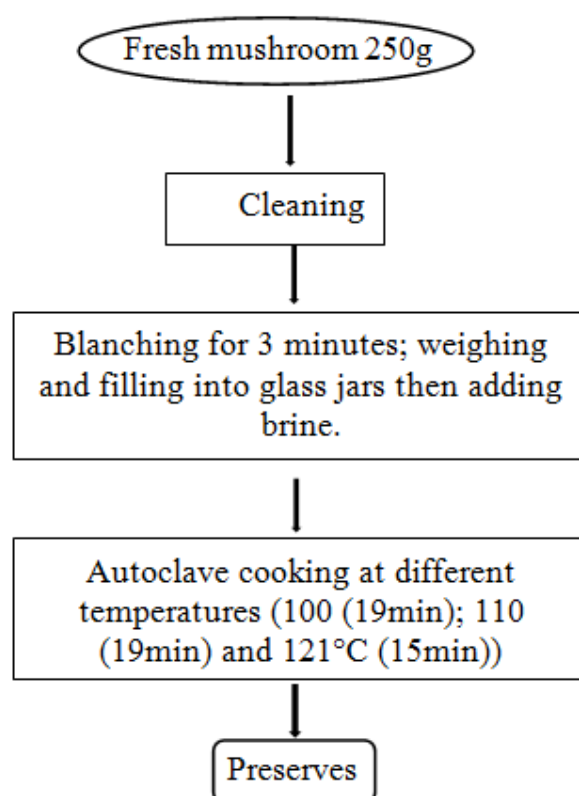 Fresh mushroom 250g
Cleaning
Blanching for 3 minutes; weighing
and filling into glass jars then adding
brine.
Autoclave cooking at different
temperatures (100 (19min); 110
(19min) and 121°C (15min))
Preserves